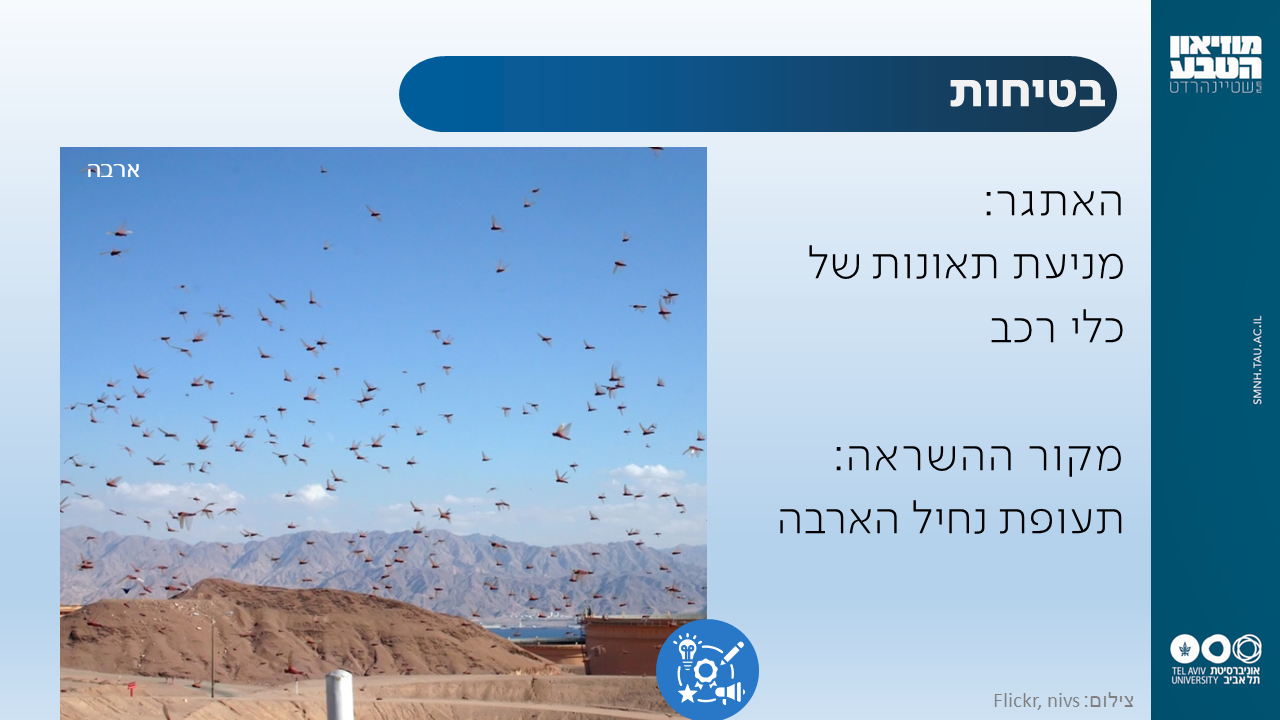 בטיחות
ארבה
האתגר:
מניעת תאונות של
כלי רכב
מקור ההשראה:
תעופת נחיל הארבה
צילום: Flickr, nivs
מוזיאון
הטבע
ע״ש שטיינהרדט
SMNH.TAU.AC.IL
TEL AVIV אוניברסיטת
UNIVERSITY תל אביב